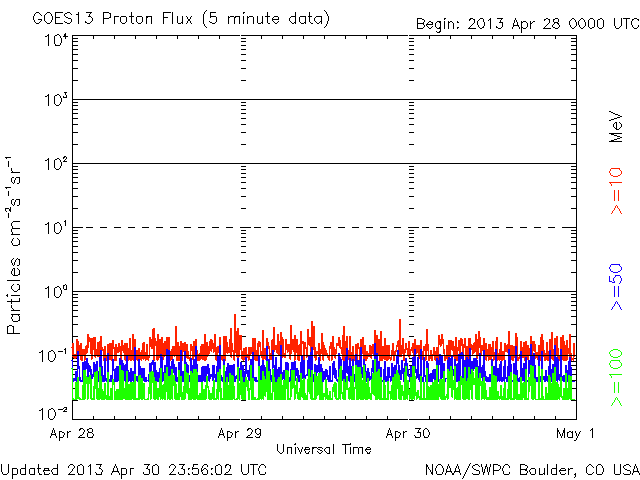 GOES13 Proton Flux (5 minute data)
Begin: 2013 Apr 28 0000 UTC
Particles cm⁻²s⁻¹sr⁻¹
10⁴
10³
10²
10¹
10⁰
10⁻¹
10⁻²
Apr 28
Apr 29
Apr 30
May 1
Universal Time
MeV
>=10
>=50
>=100
Updated 2013 Apr 30 23:56:02 UTC
NOAA/SWPC Boulder, CO USA